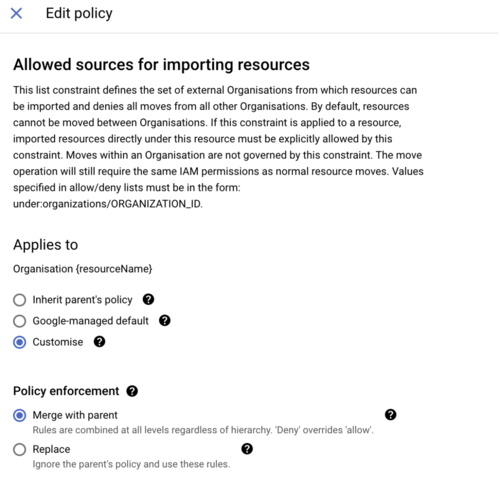 Edit policy
Allowed sources for importing resources
This list constraint defines the set of external Organisations from which resources can
be imported and denies all moves from all other Organisations. By default, resources
cannot be moved between Organisations. If this constraint is applied to a resource,
imported resources directly under this resource must be explicitly allowed by this
constraint. Moves within an Organisation are not governed by this constraint. The move
operation will still require the same IAM permissions as normal resource moves. Values
specified in allow/deny lists must be in the form:
under:organizations/ORGANIZATION_ID.
Applies to
Organisation {resourceName}
Inherit parent's policy ?
Google-managed default ?
Customise ?
Policy enforcement ?
Merge with parent ?
Rules are combined at all levels regardless of hierarchy. 'Deny' overrides 'allow'.
Replace ?
Ignore the parent's policy and use these rules.